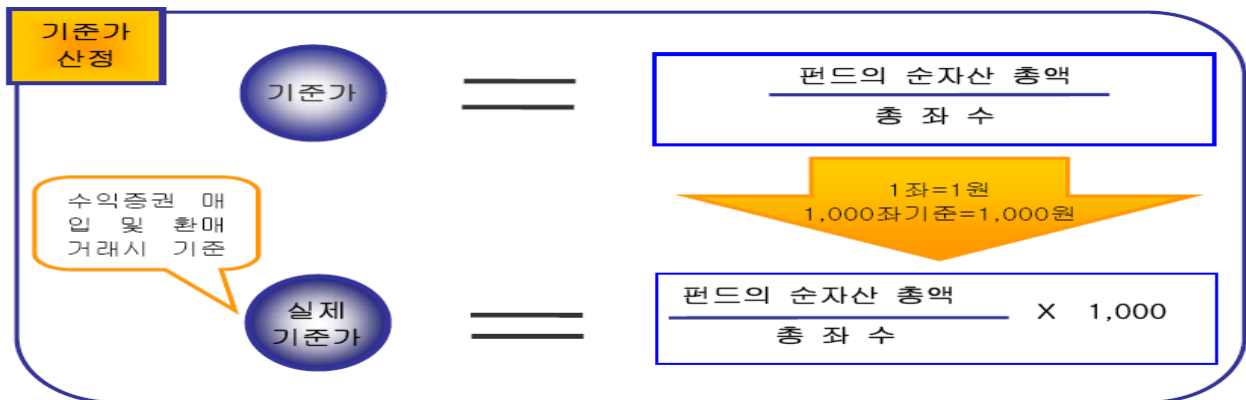 기준가
산정
기준가
펀드의 순자산 총액
총 좌 수
1좌=1원
1,000좌기준=1,000원
수익증권 매
입 및 환매
거래시 기준
실제
기준가
펀드의 순자산 총액
총 좌 수
X 1,000